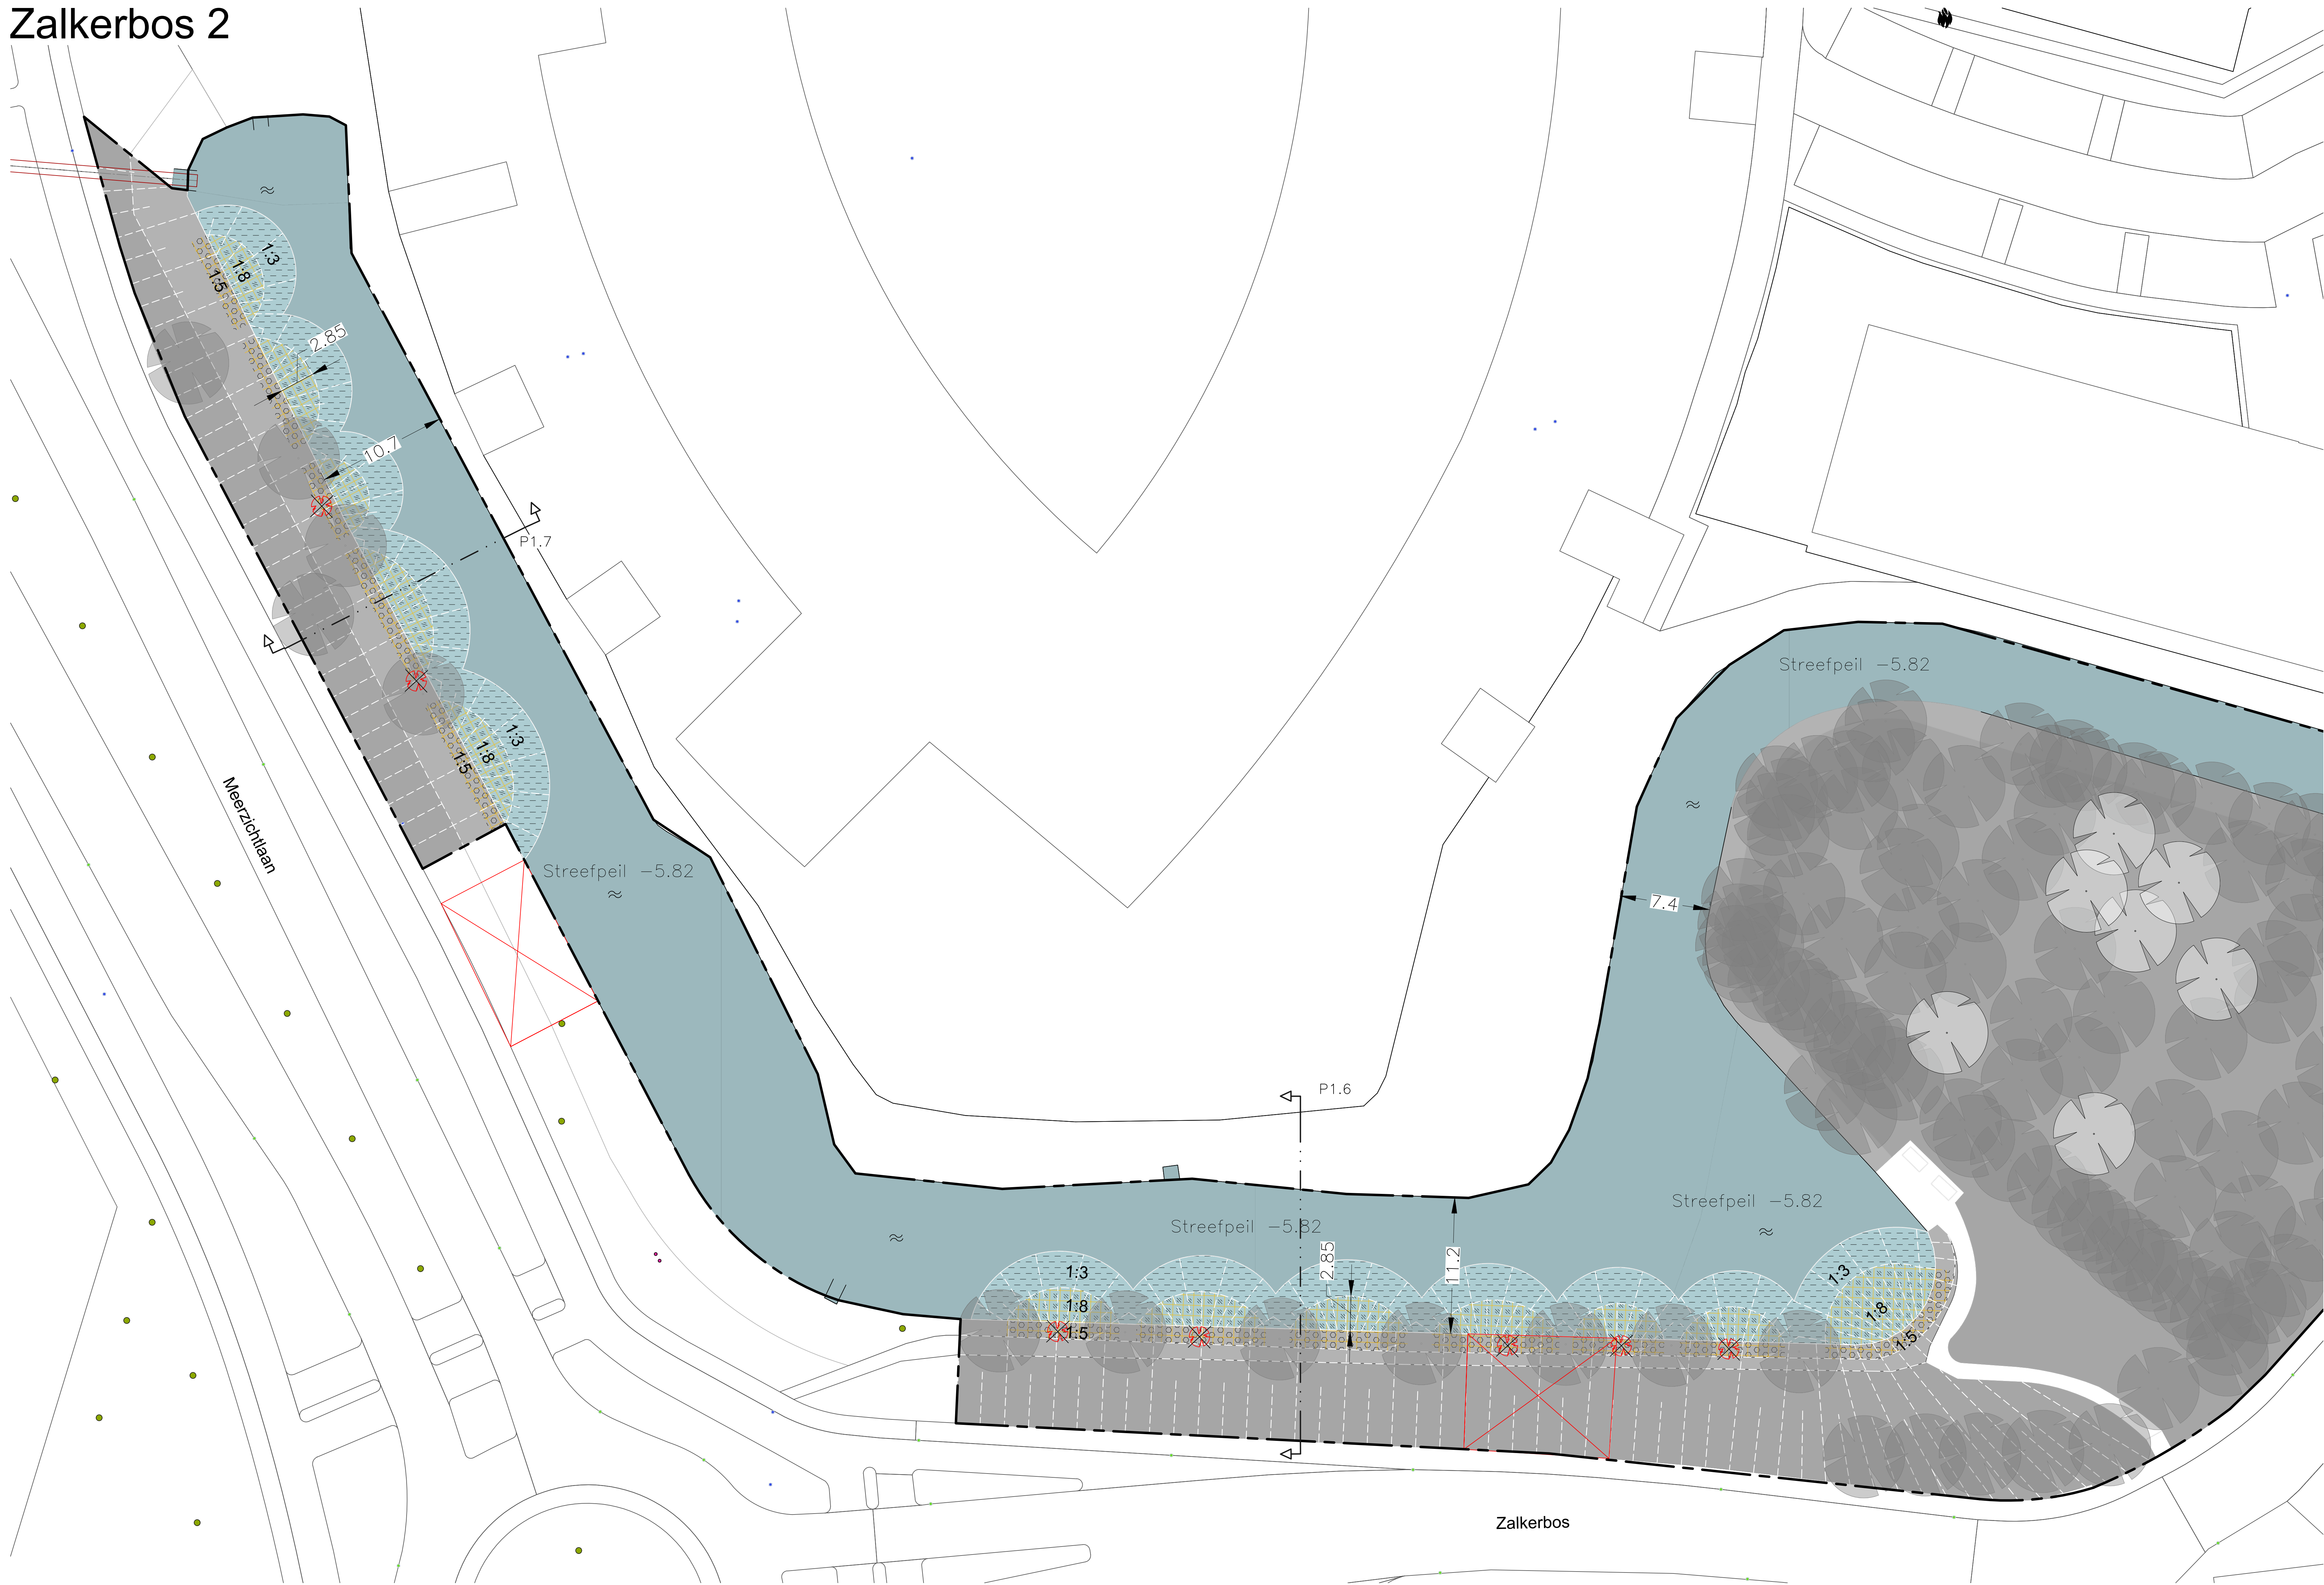 Zalkerbos 2
1:3
1:8
1:5
2.85
10.7
P1.7
Streefpeil -5.82
1:3
1:8
1:5
Meerzichtlaan
Streefpeil -5.82
7.4
P1.6
Streefpeil -5.82
Streefpeil -5.82
2.85
11.2
1:3
1:8
1:5
1:3
1:8
1:5
Zalkerbos